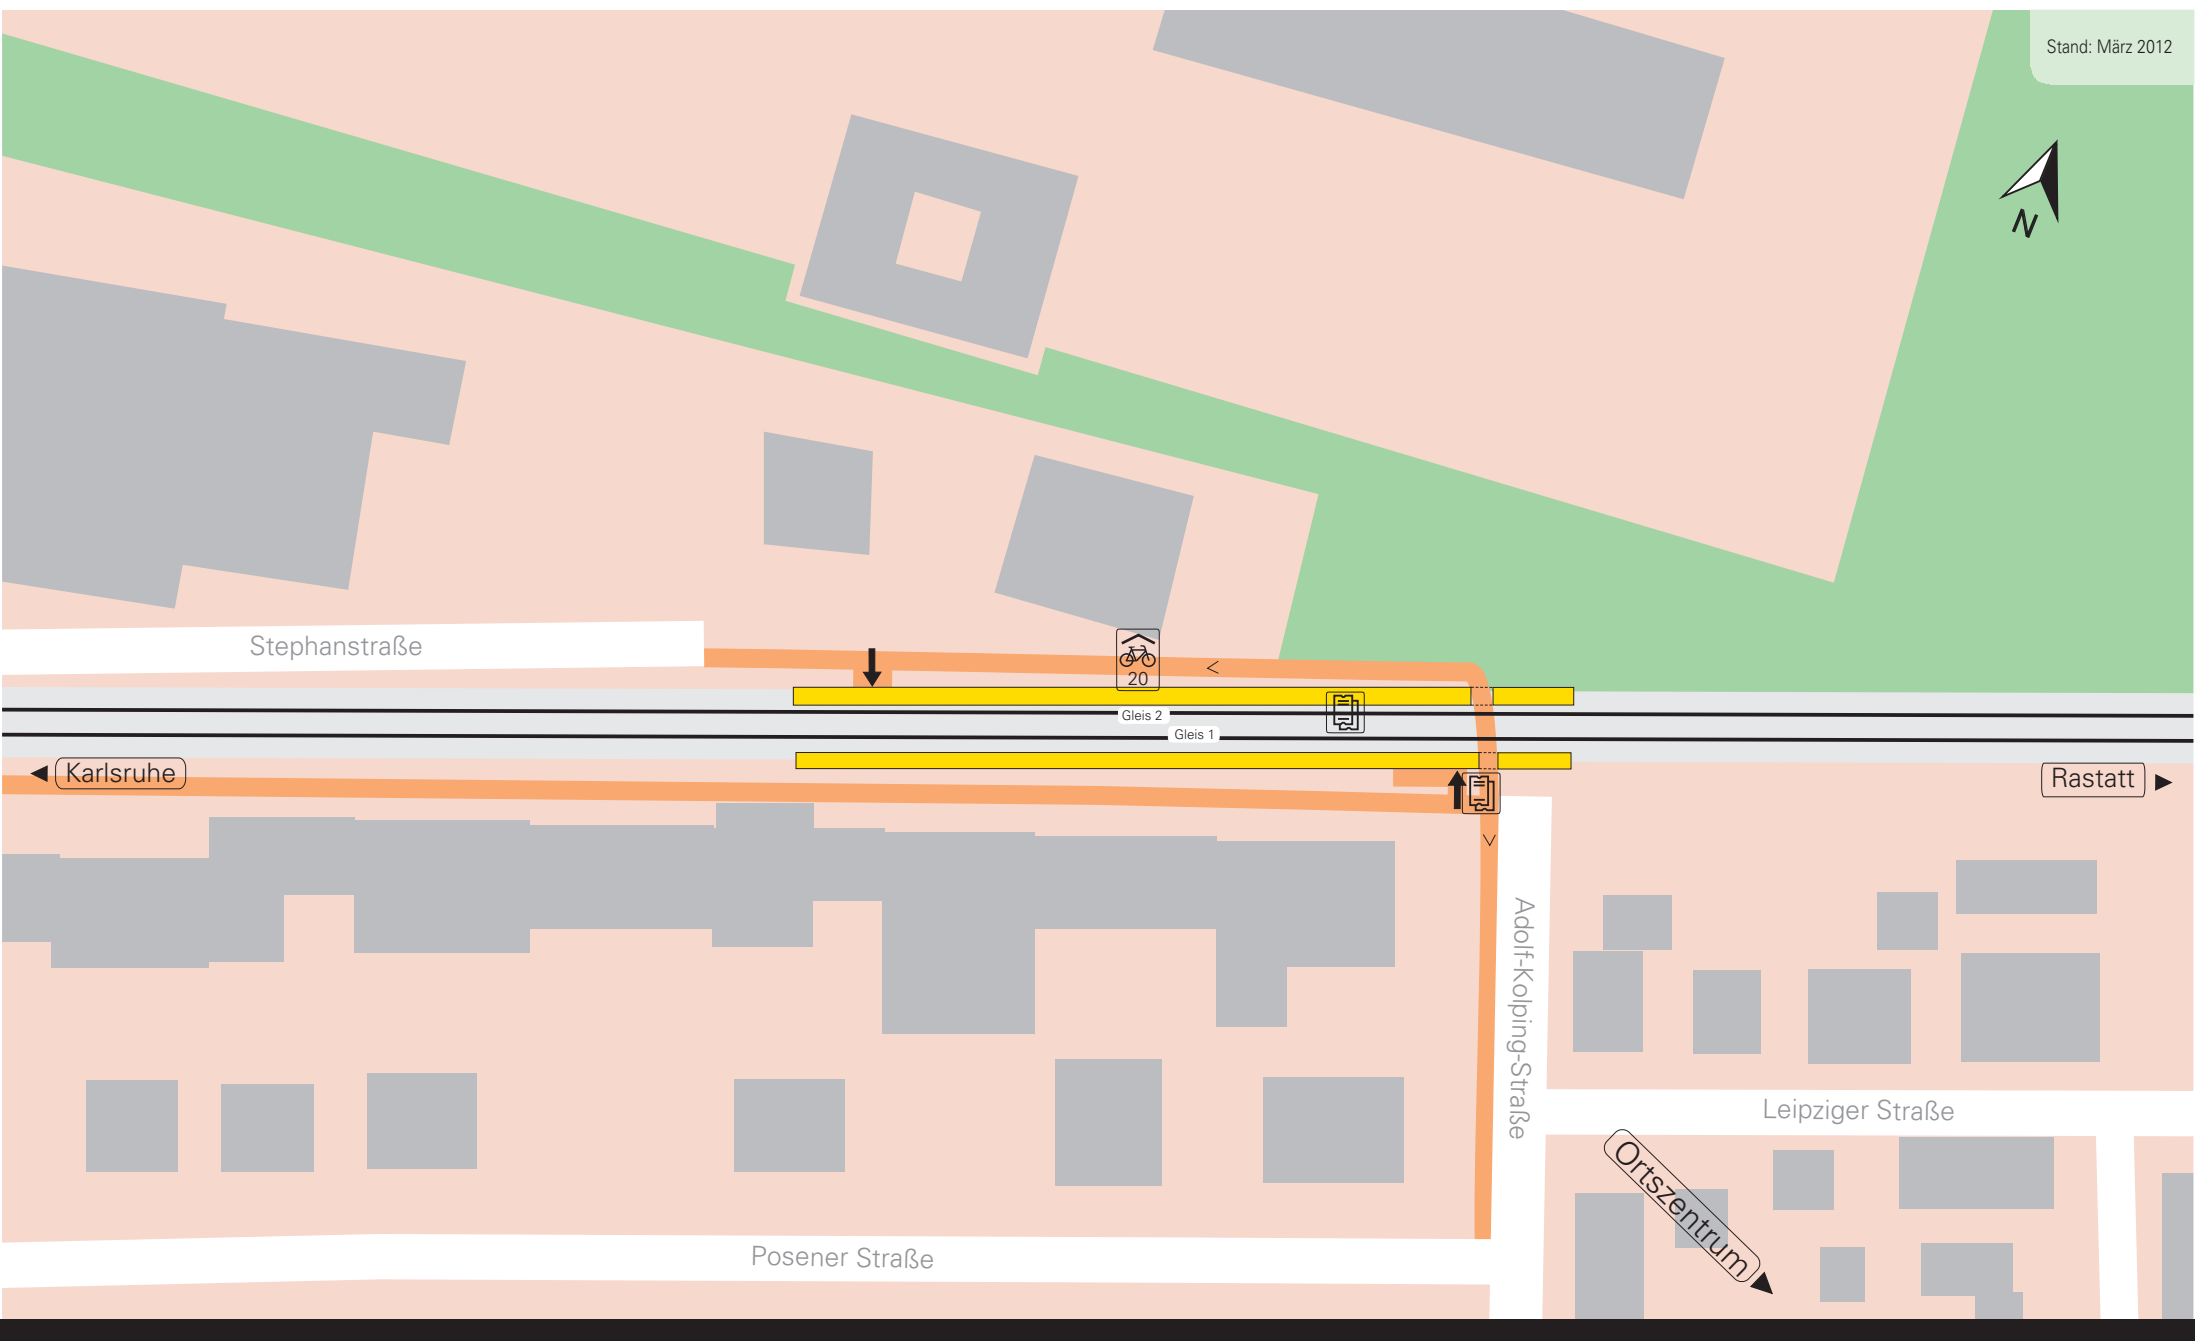 Stand: März 2012
N
Stephanstraße
20
Gleis 2
Gleis 1
Karlsruhe
Rastatt
Adolf-Kolping-Straße
Leipziger Straße
Ortszentrum
Posener Straße